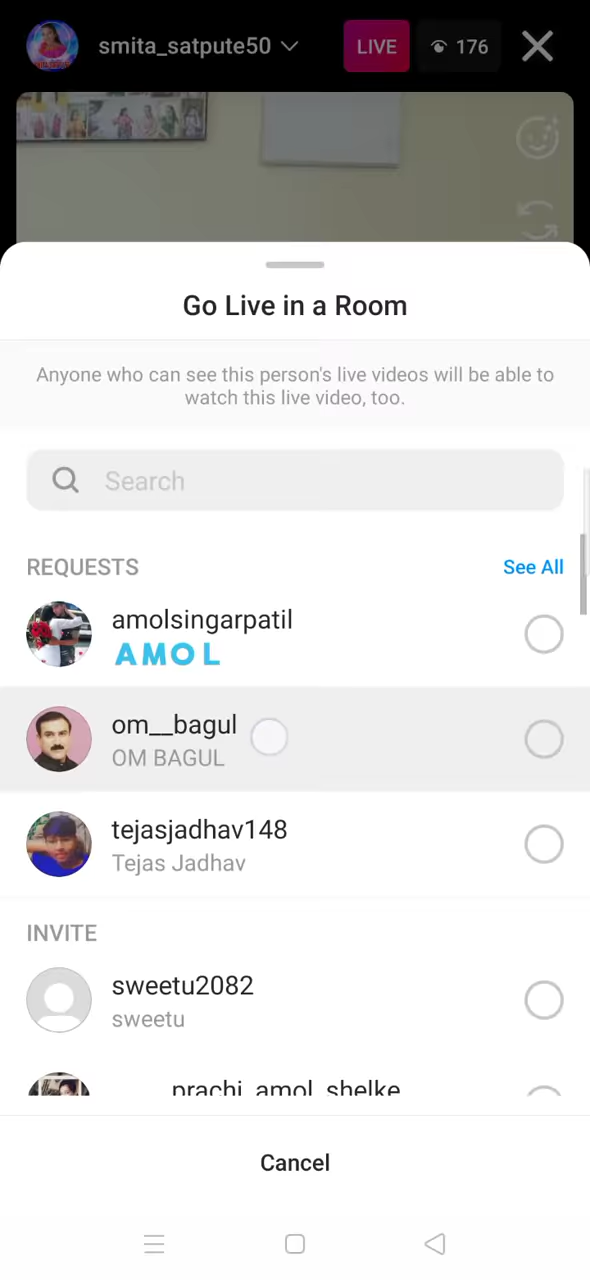 smita_satpute50
LIVE
176
Go Live in a Room
Anyone who can see this person's live videos will be able to
watch this live video, too.
Search
REQUESTS
See All
amolsingarpatil
AMOL
om__bagul
OM BAGUL
tejasjadhav148
Tejas Jadhav
INVITE
sweetu2082
sweetu
prachi_amol_shelke
Cancel